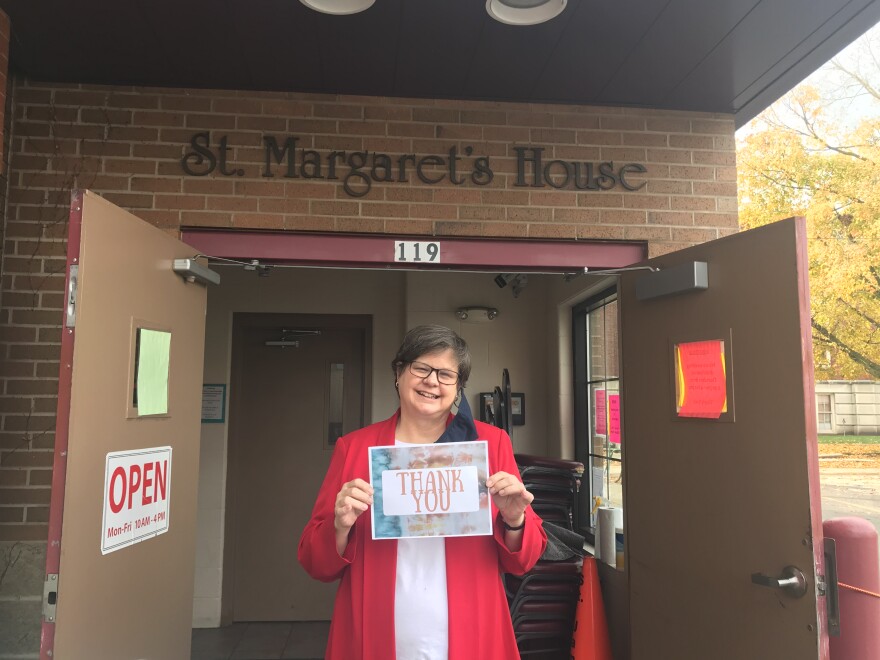 St. Margaret's House
119
OPEN
Mon-Fri 10AM-4PM
THANK
YOU